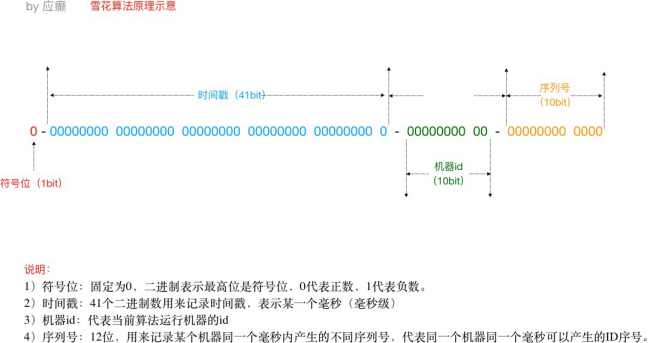 by 应癫 雪花算法原理示意
时间戳（41bit）
序列号
（10bit）
0 - 00000000 00000000 00000000 00000000 00000000 0 - 00000000 00 - 00000000 0000
机器id
（10bit）
符号位（1bit）
说明：
1）符号位：固定为0，二进制表示最高位是符号位，0代表正数，1代表负数。
2）时间戳：41个二进制数用来记录时间戳，表示某一个毫秒（毫秒级）
3）机器id：代表当前算法运行机器的id
4）序列号：12位，用来记录某个机器同一个毫秒内产生的不同序列号，代表同一个机器同一个毫秒可以产生的ID序号。